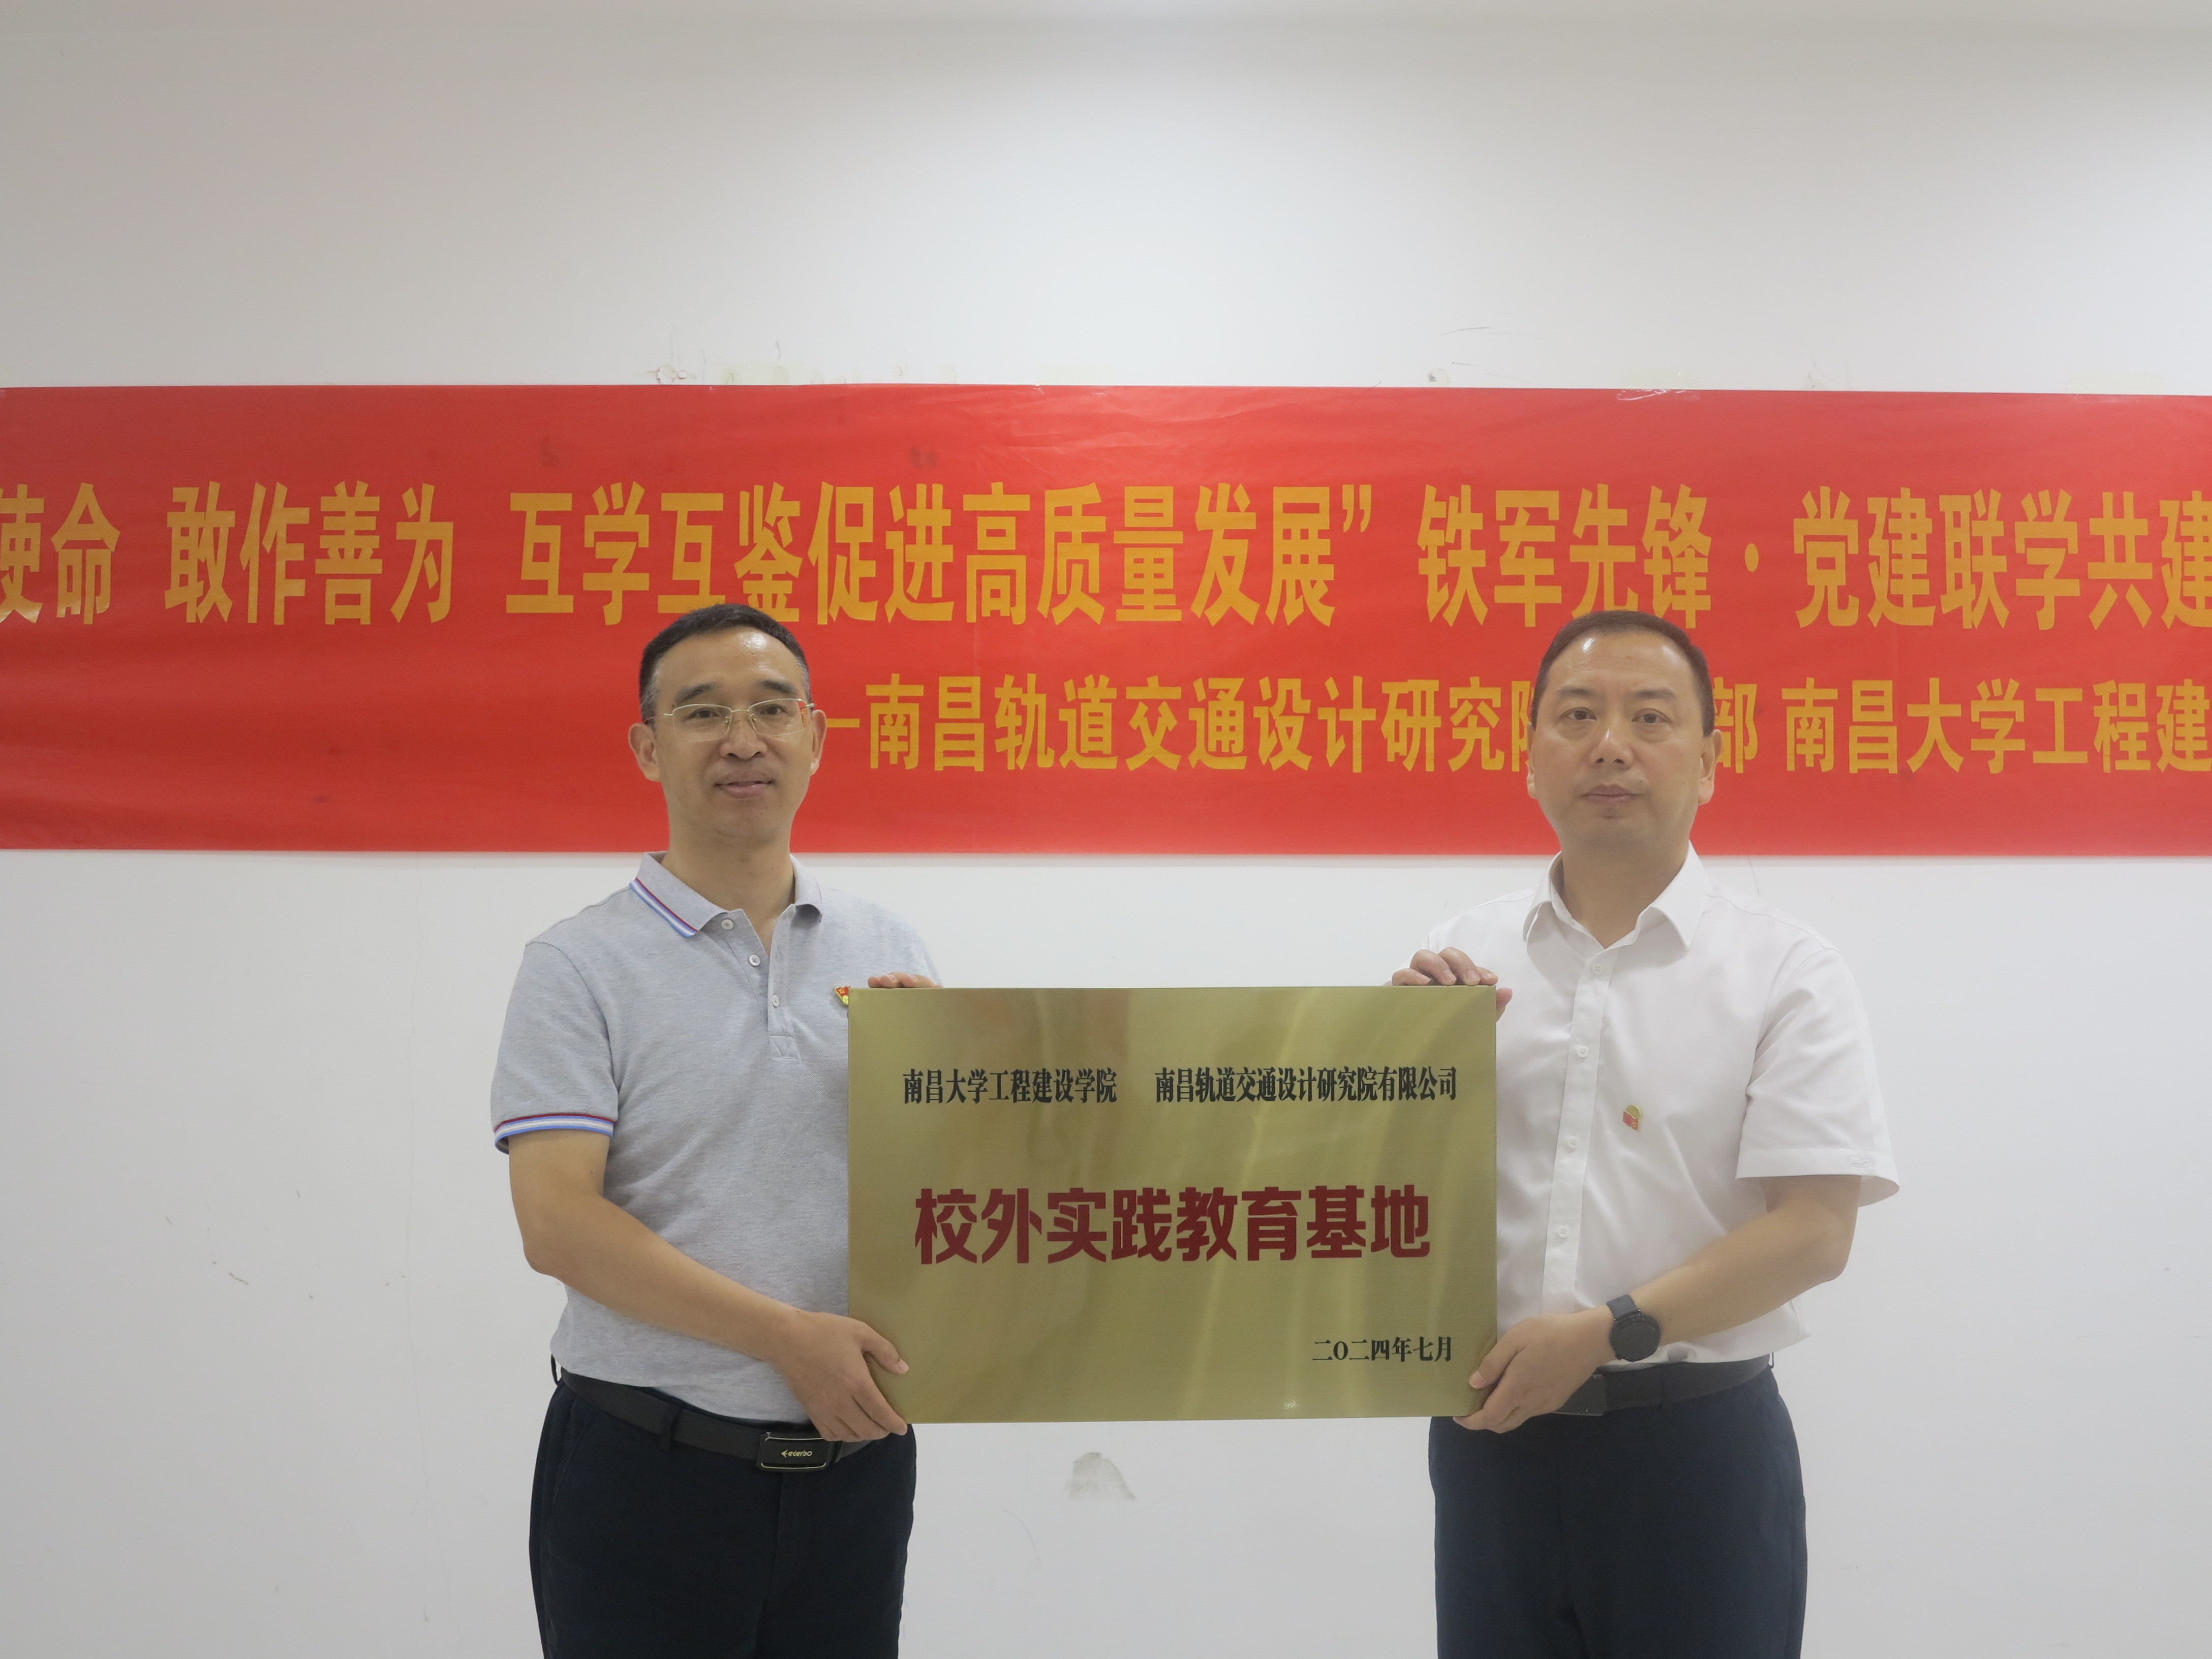 使命 敢作善为 互学互鉴促进高质量发展” 铁军先锋·党建联学共建
一南昌轨道交通设计研究院 部 南昌大学工程建
南昌大学工程建设学院 南昌轨道交通设计研究院有限公司
校外实践教育基地
二〇二四年七月